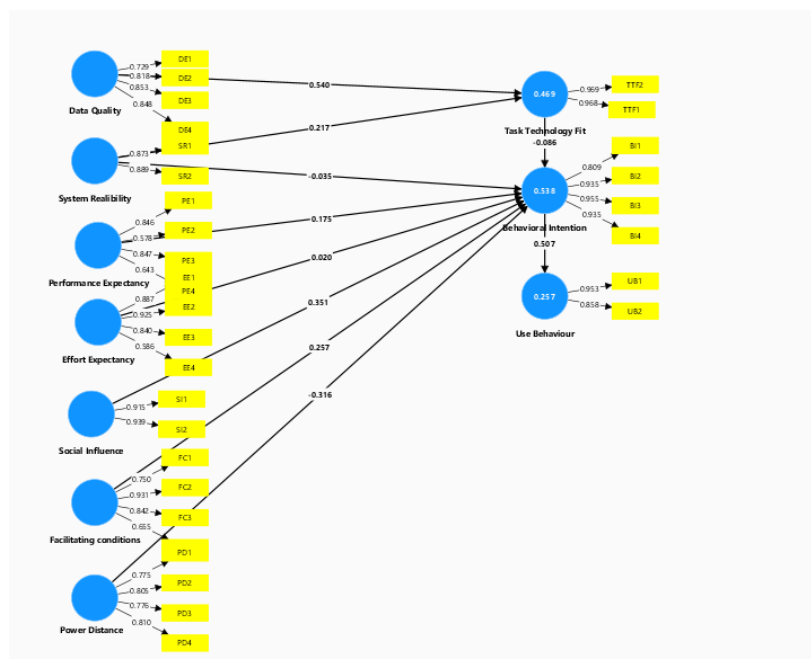 0.729
0.818
0.853
0.848
DE1
DE2
DE3
DE4
Data Quality
0.540
0.469
0.969
0.968
TTF2
TTF1
Task Technology Fit
0.873
0.889
SR1
SR2
System Realibility
0.217
-0.035
-0.086
0.846
0.578
0.847
0.643
PE1
PE2
PE3
PE4
Performance Expectancy
0.175
0.538
0.809
0.935
0.955
0.935
BI1
BI2
BI3
BI4
Behavioral Intention
0.887
0.925
0.840
0.586
EE1
EE2
EE3
EE4
Effort Expectancy
0.020
0.507
0.257
0.953
0.858
UB1
UB2
Use Behaviour
0.915
0.939
SI1
SI2
Social Influence
0.351
0.750
0.931
0.842
0.655
FC1
FC2
FC3
Facilitating conditions
0.257
0.775
0.805
0.776
0.810
PD1
PD2
PD3
PD4
Power Distance
-0.316